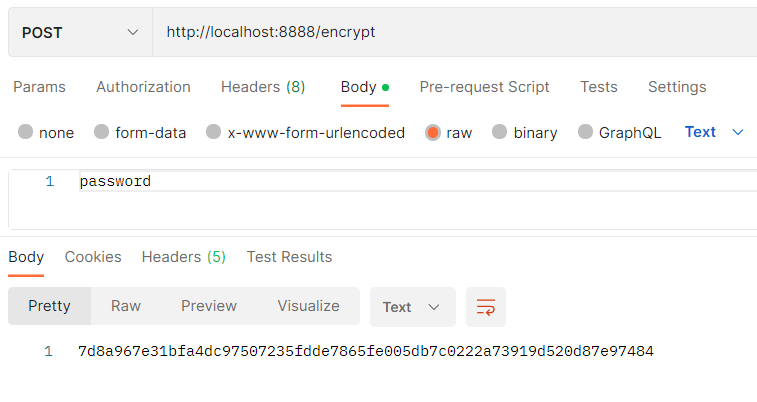 POST http://localhost:8888/encrypt
Params Authorization Headers (8) Body Pre-request Script Tests Settings
none form-data x-www-form-urlencoded raw binary GraphQL Text
1 password
Body Cookies Headers (5) Test Results
Pretty Raw Preview Visualize Text
1 7d8a967e31bfa4dc97507235fdde7865fe005db7c0222a73919d520d87e97484